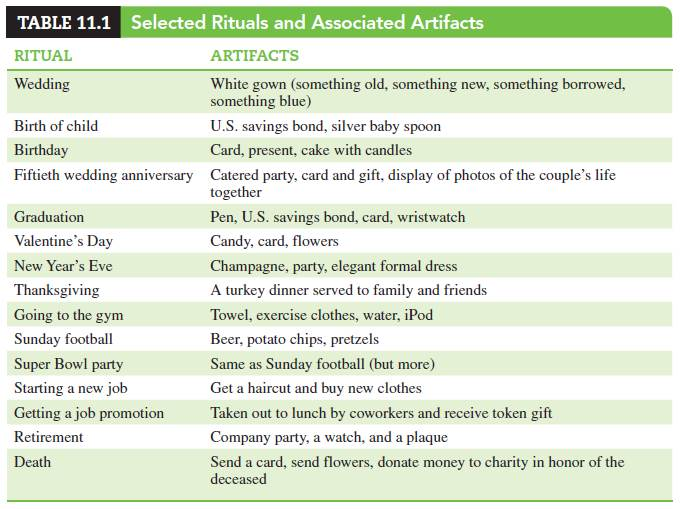 TABLE 11.1 Selected Rituals and Associated Artifacts
RITUAL ARTIFACTS
Wedding White gown (something old, something new, something borrowed,
something blue)
Birth of child U.S. savings bond, silver baby spoon
Birthday Card, present, cake with candles
Fiftieth wedding anniversary Catered party, card and gift, display of photos of the couple’s life
together
Graduation Pen, U.S. savings bond, card, wristwatch
Valentine’s Day Candy, card, flowers
New Year’s Eve Champagne, party, elegant formal dress
Thanksgiving A turkey dinner served to family and friends
Going to the gym Towel, exercise clothes, water, iPod
Sunday football Beer, potato chips, pretzels
Super Bowl party Same as Sunday football (but more)
Starting a new job Get a haircut and buy new clothes
Getting a job promotion Taken out to lunch by coworkers and receive token gift
Retirement Company party, a watch, and a plaque
Death Send a card, send flowers, donate money to charity in honor of the
deceased